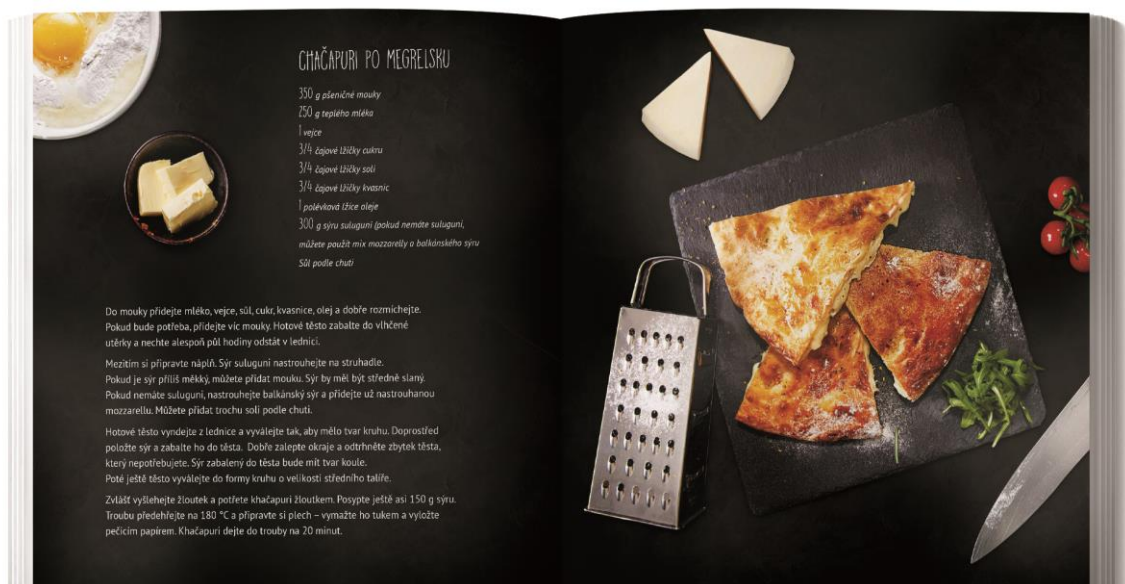 CHAČAPURI PO MEGRELSKU
350 g pšeničné mouky
250 g teplého mléka
1 vejce
3/4 čajové lžičky cukru
3/4 čajové lžičky soli
3/4 čajové lžičky kvasnic
1 polévková lžíce oleje
300 g sýru suluguni (pokud nemáte suluguni,
můžete použít mix mozzarelly a balkánského sýru
Sůl podle chuti
Do mouky přidejte mléko, vejce, sůl, cukr, kvasnice, olej a dobře rozmíchejte.
Pokud bude potřeba, přidejte víc mouky. Hotové těsto zabalte do vlhčené
utěrky a nechte alespoň půl hodiny odstát v lednici.
Mezitím si připravte náplň. Sýr suluguni nastrouhejte na struhadle.
Pokud je sýr příliš měkký, můžete přidat mouku. Sýr by měl být středně slaný.
Pokud nemáte suluguni, nastrouhejte balkánský sýr a přidejte už nastrouhanou
mozzarellu. Můžete přidat trochu soli podle chuti.
Hotové těsto vyndejte z lednice a vyválejte tak, aby mělo tvar kruhu. Doprostřed
položte sýr a zabalte ho do těsta. Dobře zalepte okraje a odtrhněte zbytek těsta,
který nepotřebujete. Sýr zabalený do těsta bude mít tvar koule.
Poté ještě těsto vyválejte do formy kruhu o velikosti středního talíře.
Zvlášť vyšlehejte žloutek a potřete khačapuri žloutkem. Posypte ještě asi 150 g sýru.
Troubu předehřejte na 180 °C a připravte si plech – vymažte ho tukem a vyložte
pečícím papírem. Khačapuri dejte do trouby na 20 minut.